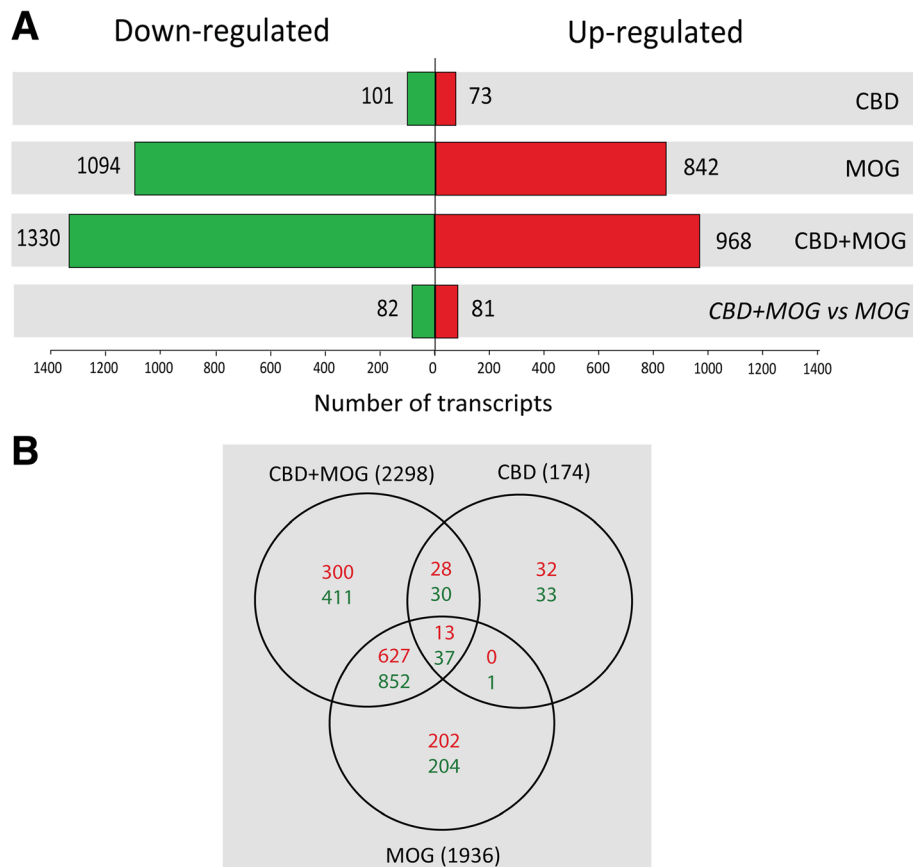 A
Down-regulated Up-regulated
101 73 CBD
1094 842 MOG
1330 968 CBD+MOG
82 81 CBD+MOG vs MOG
1400 1200 1000 800 600 400 200 0 200 400 600 800 1000 1200 1400
Number of transcripts
B
CBD+MOG (2298) CBD (174)
300 28 32
411 30 33
13
37
627 0
852 1
202
204
MOG (1936)